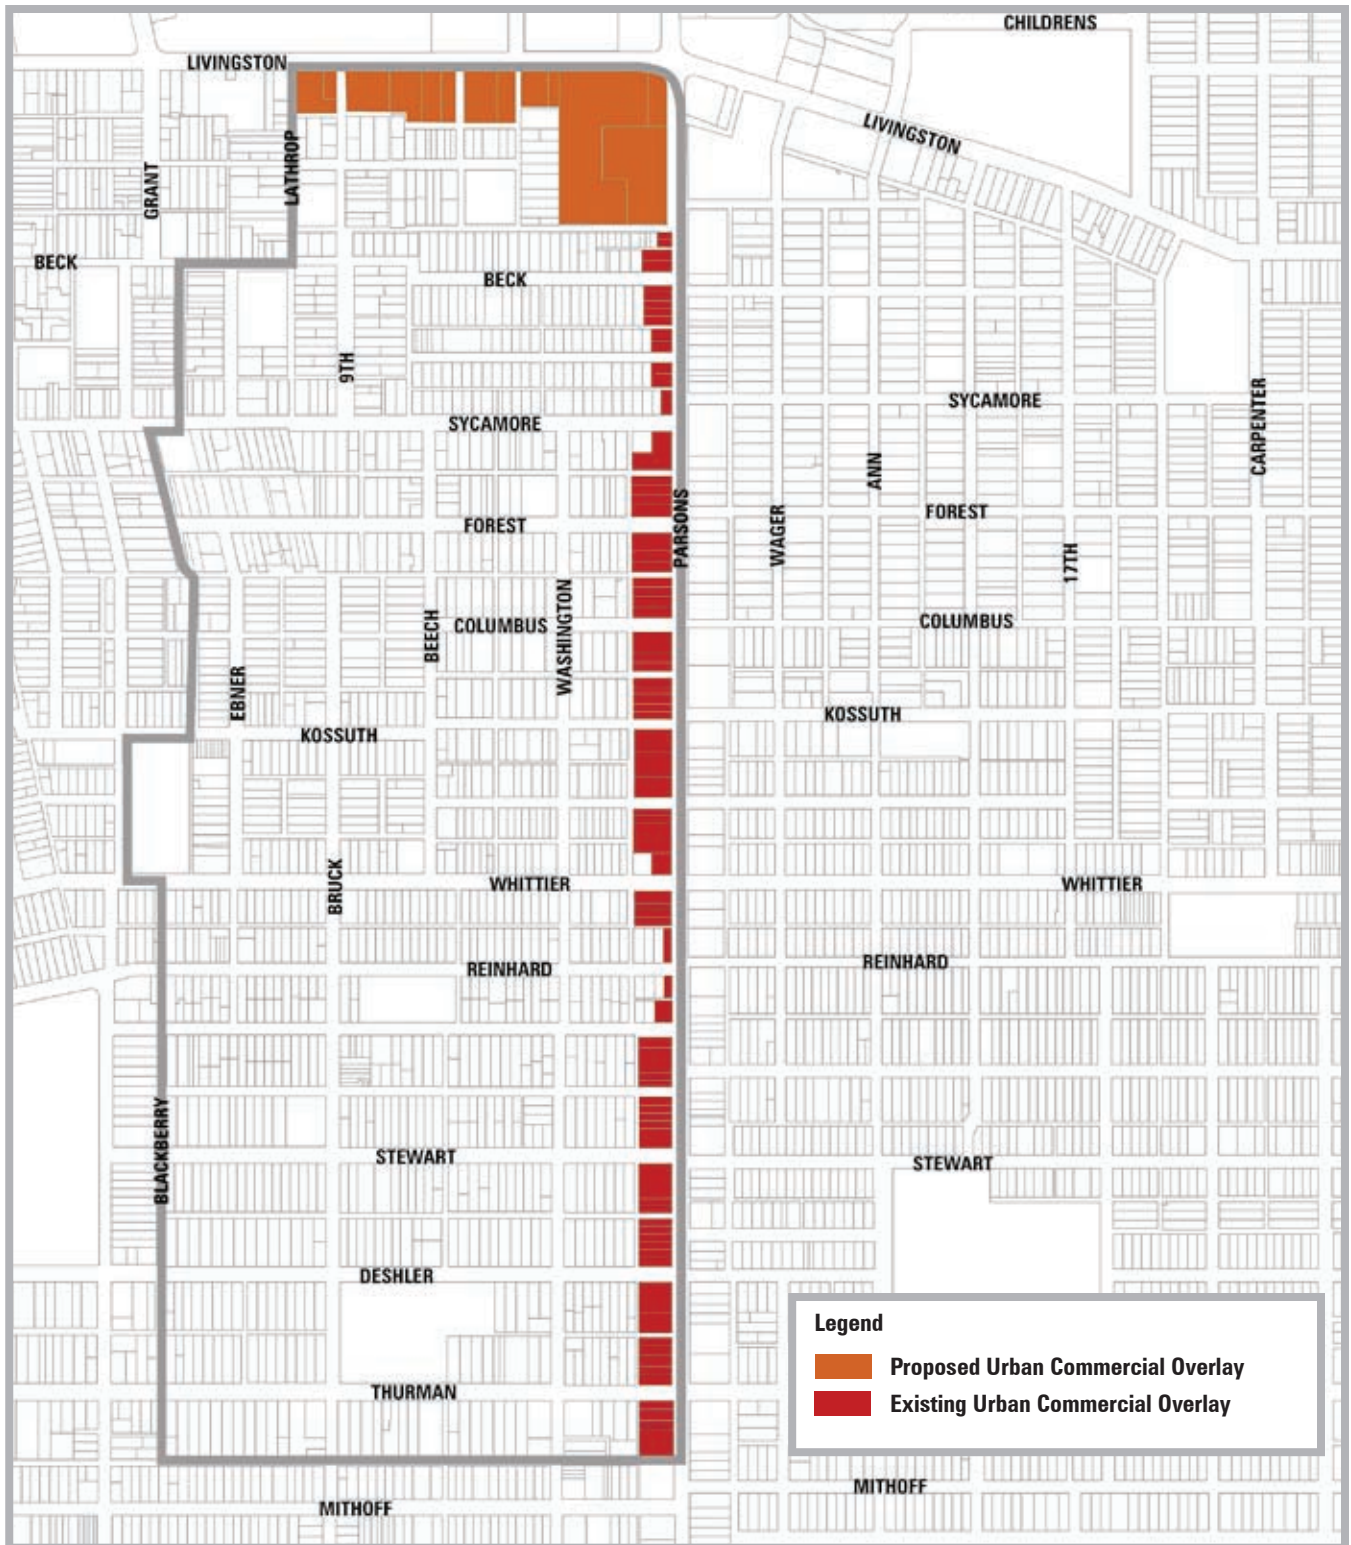 CHILDRENS
LIVINGSTON
LIVINGSTON
LATHROP
GRANT
BECK
BECK
9TH
SYCAMORE
SYCAMORE
CARPENTER
ANN
PARSONS
WAGER
FOREST
FOREST
17TH
BEECH
COLUMBUS
WASHINGTON
COLUMBUS
EBNER
KOSSUTH
KOSSUTH
BRUCK
WHITTIER
WHITTIER
REINHARD
REINHARD
BLACKBERRY
STEWART
STEWART
DESHLER
Legend
Proposed Urban Commercial Overlay
Existing Urban Commercial Overlay
THURMAN
MITHOFF
MITHOFF